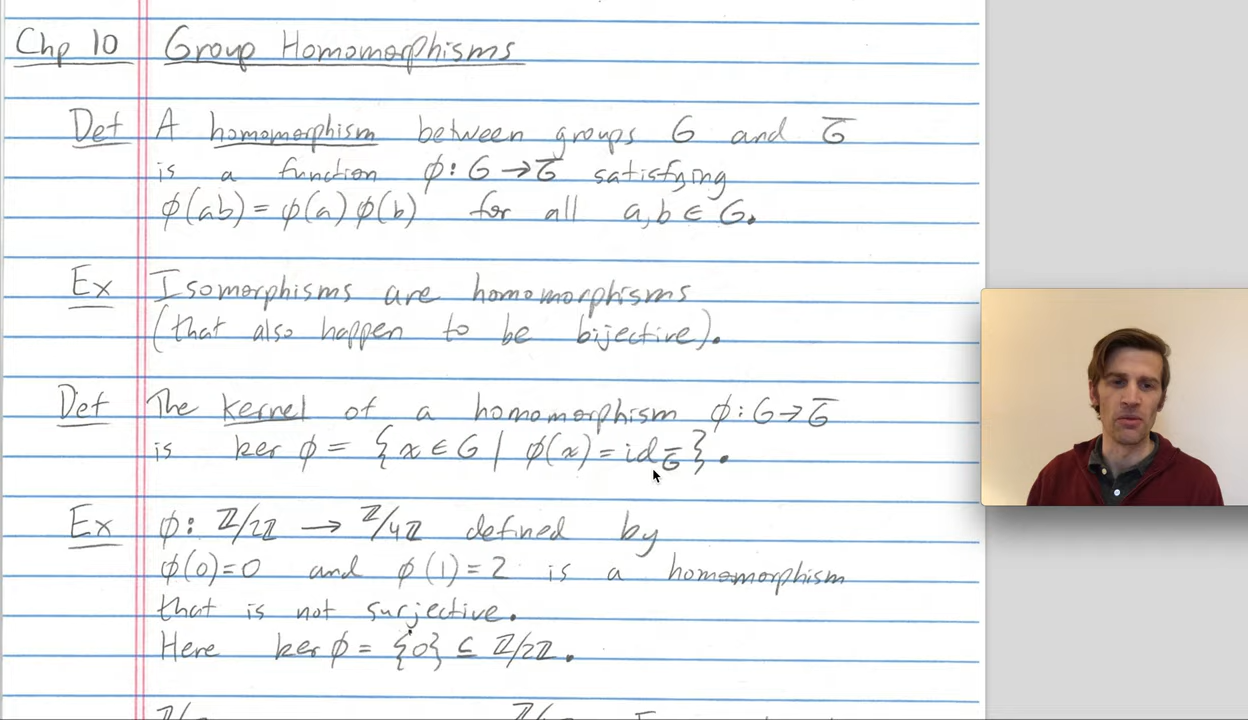 Chp 10 Group Homomorphisms
Def A homomorphism between groups G and G̅
is a function ϕ: G → G̅ satisfying
ϕ(ab) = ϕ(a) ϕ(b) for all a, b ∈ G.
Ex Isomorphisms are homomorphisms
(that also happen to be bijective).
Def The kernel of a homomorphism ϕ: G → G̅
is ker ϕ = {x ∈ G | ϕ(x) = id_G̅}.
Ex ϕ: ℤ/2ℤ → ℤ/4ℤ defined by
ϕ(0)=0 and ϕ(1)=2 is a homomorphism
that is not surjective.
Here ker ϕ = {0} ⊆ ℤ/2ℤ.